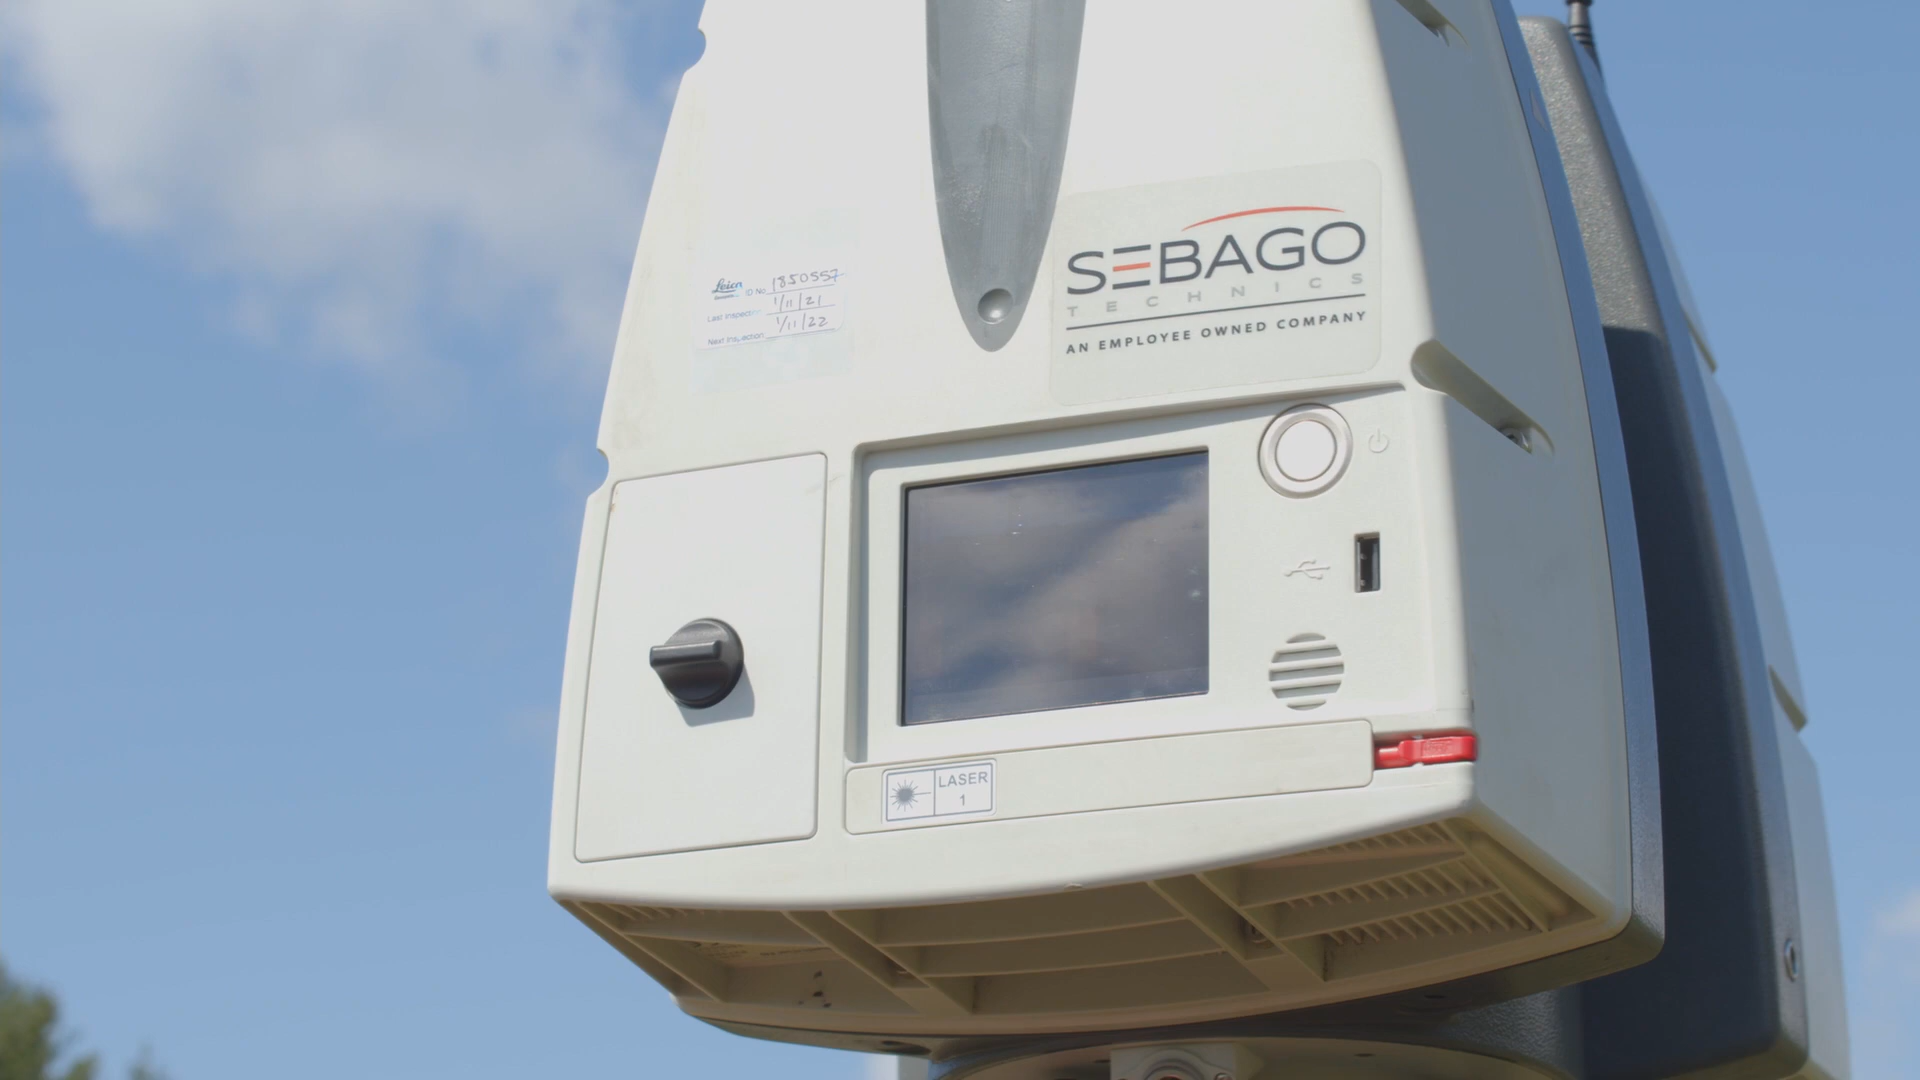 Leica
ID No 1850557
Last Inspection 1/11/21
Next Inspection 1/11/22
SEBAGO
TECHNICS
AN EMPLOYEE OWNED COMPANY
LASER
1